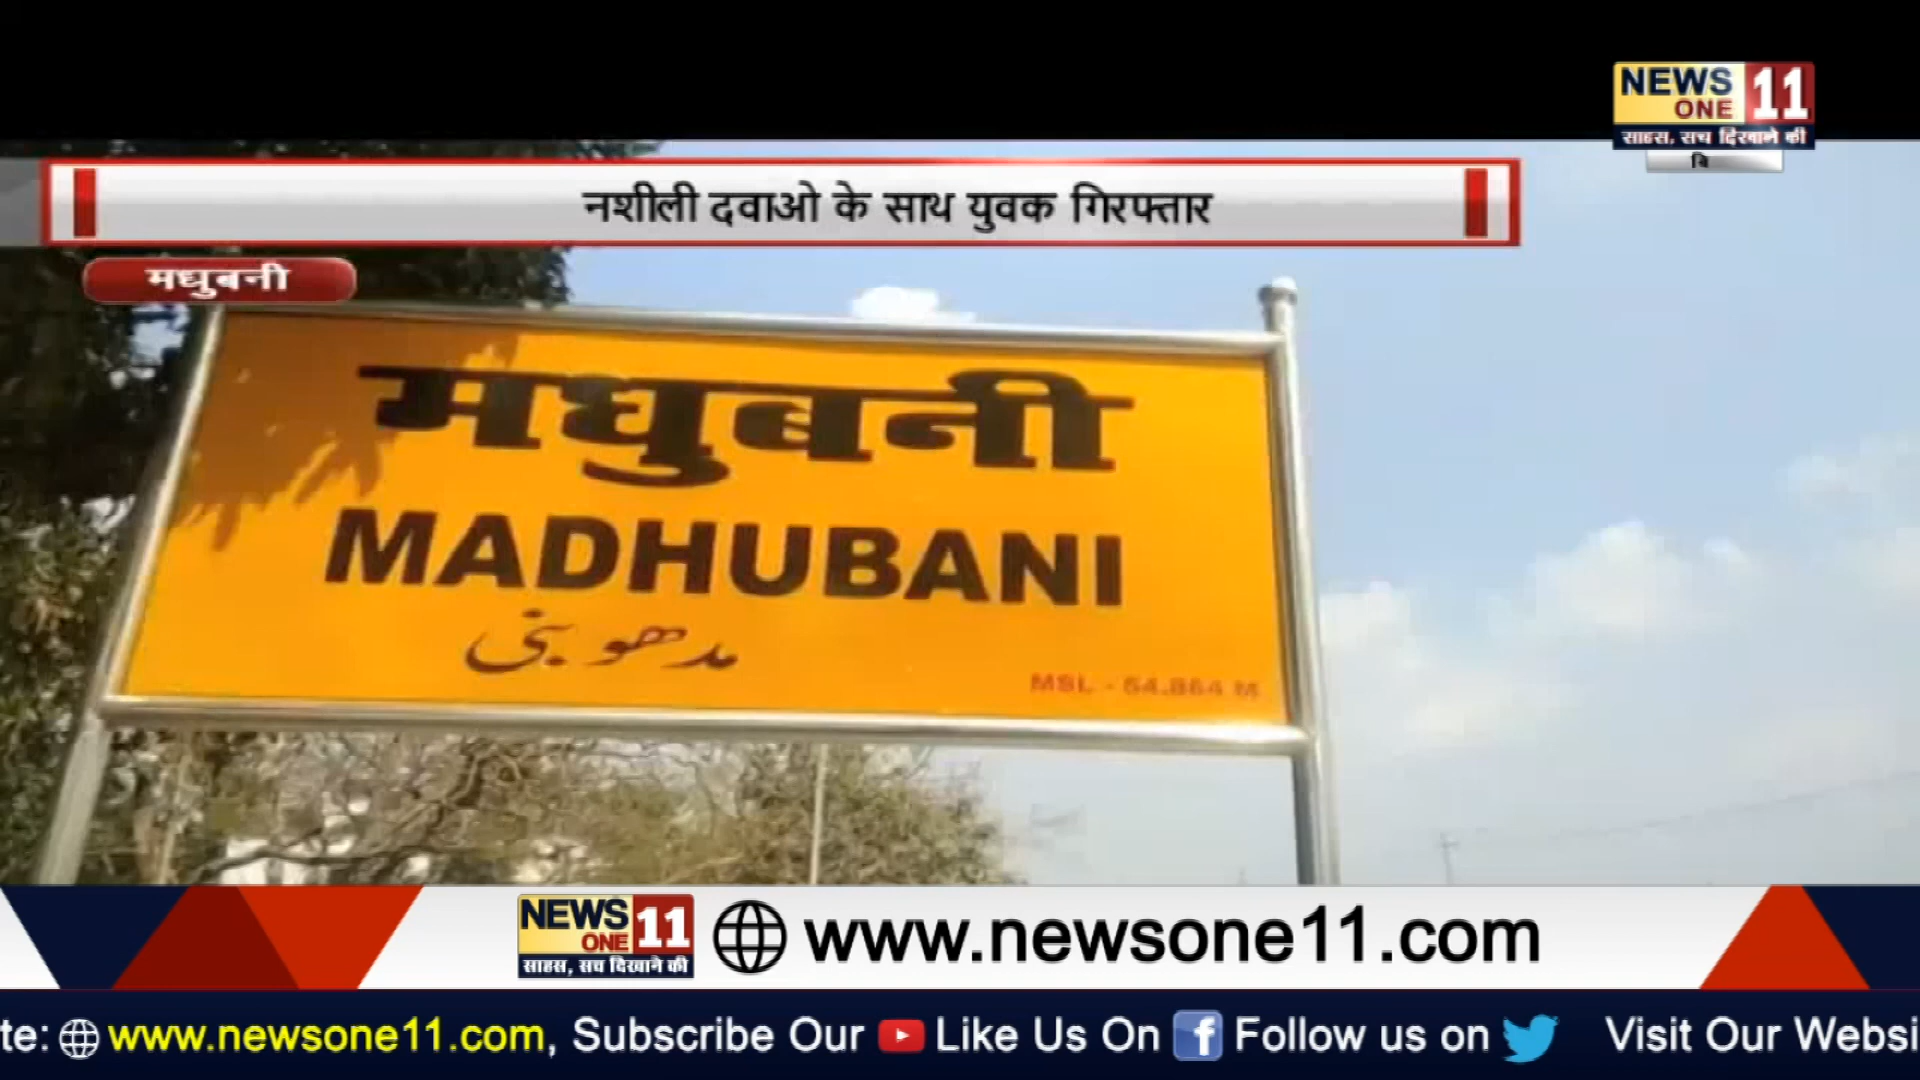 NEWS
ONE 11
साहस, सच दिखाने की
बि
नशीली दवाओ के साथ युवक गिरफ्तार
मधुबनी
मधुबनी
MADHUBANI
مدھوبنی
MSL - 54.864 M
NEWS
ONE 11
साहस, सच दिखाने की
www.newsone11.com
te: www.newsone11.com, Subscribe Our Like Us On Follow us on Visit Our Websi